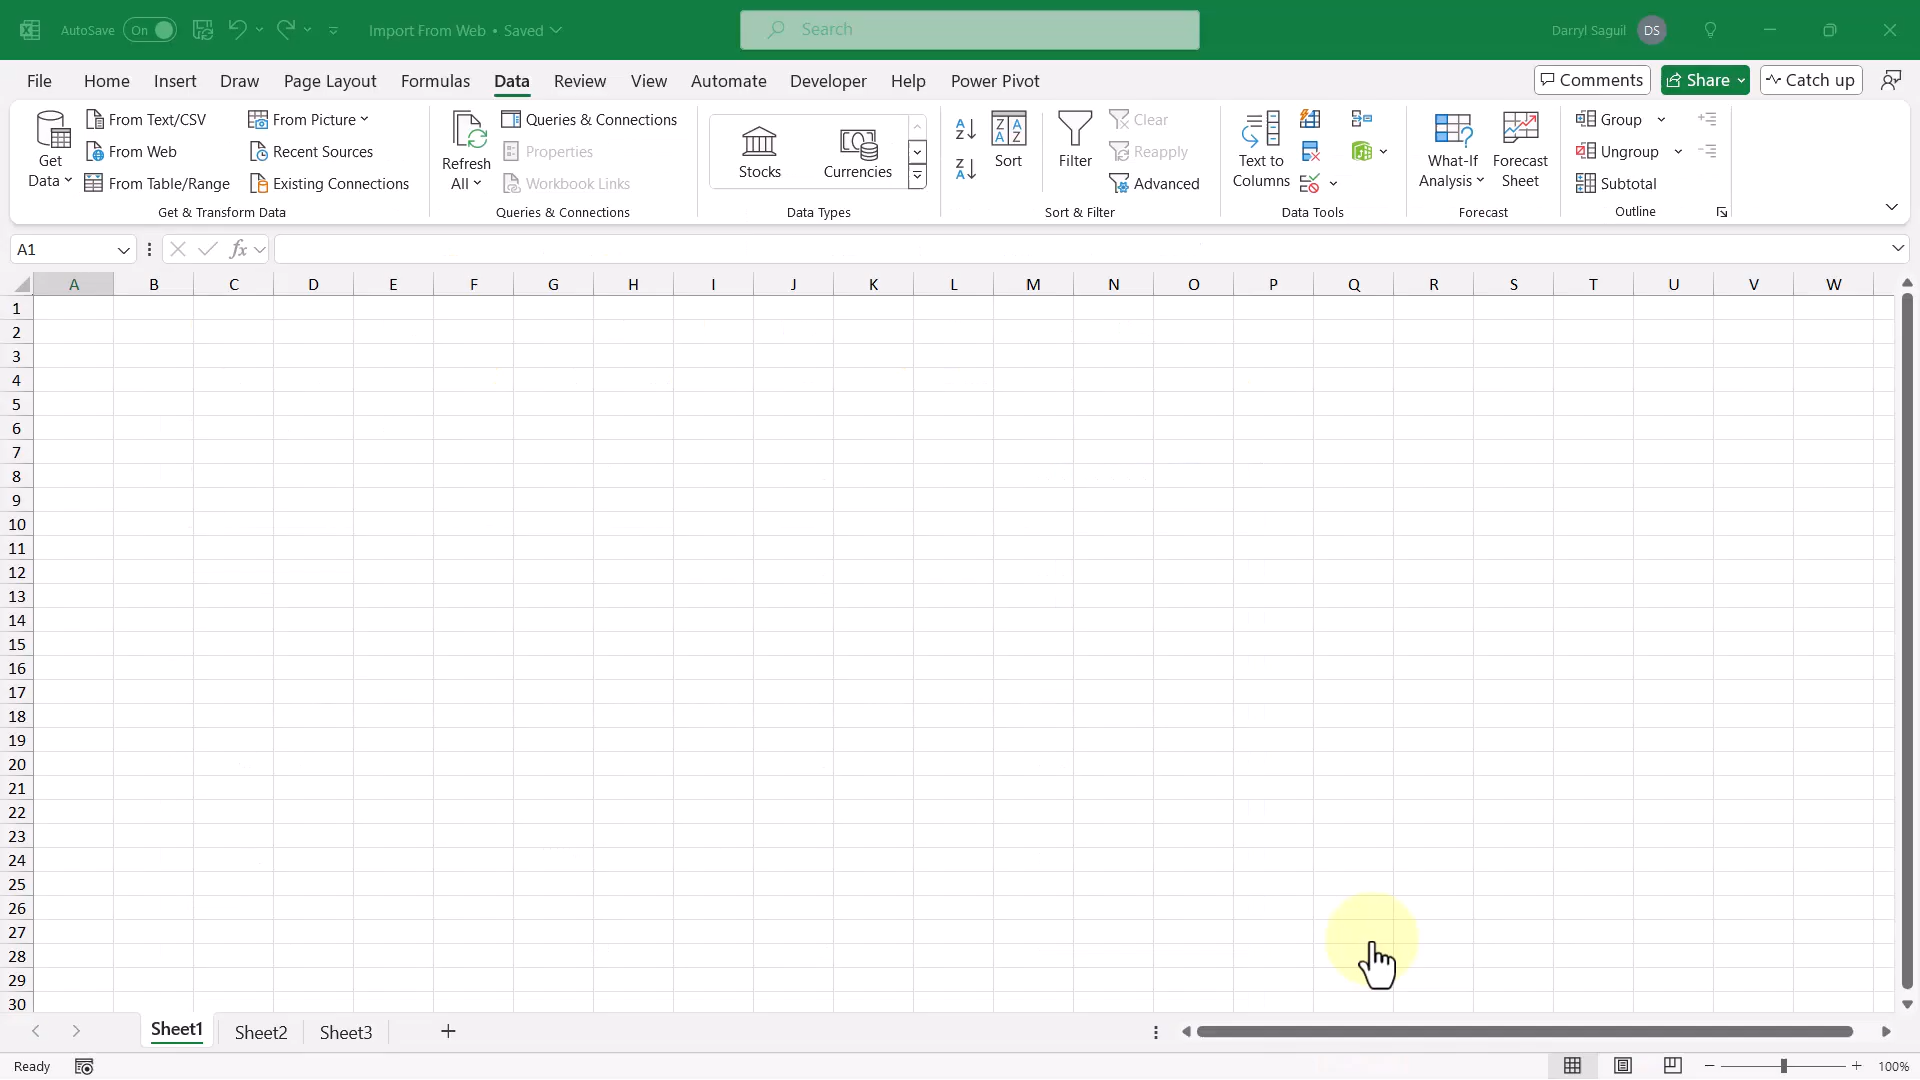 AutoSave On Import From Web • Saved Search Darryl Saguil DS
File Home Insert Draw Page Layout Formulas Data Review View Automate Developer Help Power Pivot Comments Share Catch up
Get Data
From Text/CSV
From Web
From Table/Range
From Picture
Recent Sources
Existing Connections
Get & Transform Data
Refresh All
Queries & Connections
Properties
Workbook Links
Queries & Connections
Stocks
Currencies
Data Types
A
Z
Z
A
Z A
A Z
Sort
Filter
Clear
Reapply
Advanced
Sort & Filter
Text to
Columns
Data Tools
What-If
Analysis
Forecast
Sheet
Forecast
Group
Ungroup
Subtotal
Outline
A1 fx
A B C D E F G H I J K L M N O P Q R S T U V W
1
2
3
4
5
6
7
8
9
10
11
12
13
14
15
16
17
18
19
20
21
22
23
24
25
26
27
28
29
30
Sheet1 Sheet2 Sheet3
Ready 100%